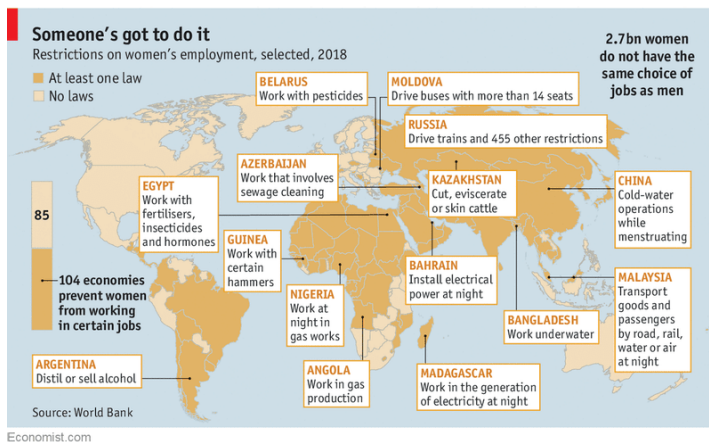 Someone's got to do it
Restrictions on women's employment, selected, 2018
At least one law
No laws
2.7bn women
do not have the
same choice of
jobs as men
BELARUS
Work with pesticides
MOLDOVA
Drive buses with more than 14 seats
RUSSIA
Drive trains and 455 other restrictions
AZERBAIJAN
Work that involves
sewage cleaning
KAZAKHSTAN
Cut, eviscerate
or skin cattle
CHINA
Cold-water
operations
while
menstruating
EGYPT
Work with
fertilisers,
insecticides
and hormones
85
GUINEA
Work with
certain
hammers
BAHRAIN
Install electrical
power at night
MALAYSIA
Transport
goods and
passengers
by road, rail,
water or air
at night
104 economies
prevent women
from working
in certain jobs
NIGERIA
Work at
night in
gas works
BANGLADESH
Work underwater
ARGENTINA
Distil or sell alcohol
ANGOLA
Work in gas
production
MADAGASCAR
Work in the generation
of electricity at night
Source: World Bank
Economist.com